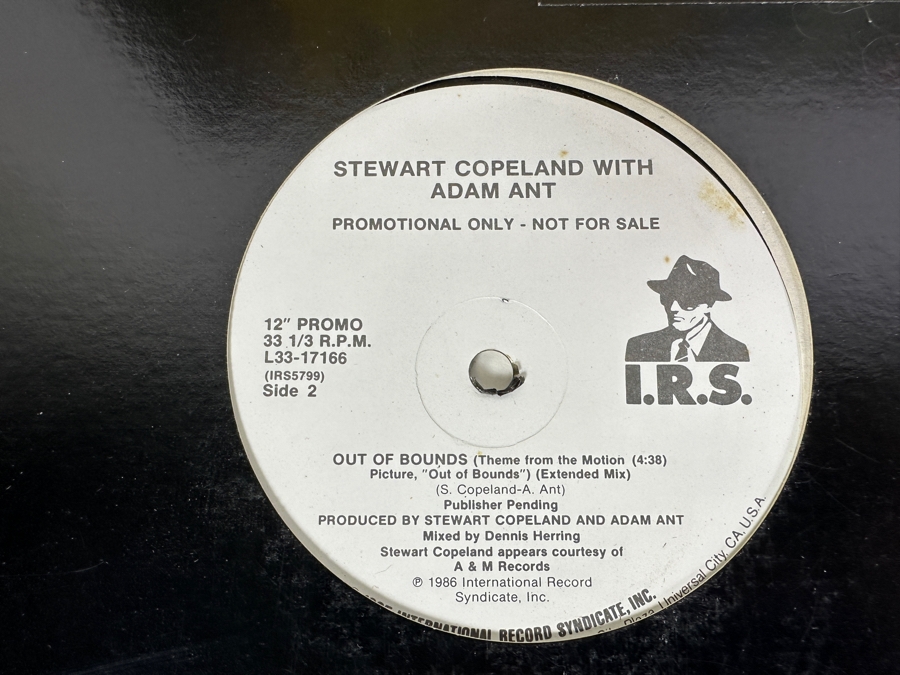 STEWART COPELAND WITH
ADAM ANT
PROMOTIONAL ONLY - NOT FOR SALE
12" PROMO
33 1/3 R.P.M.
L33-17166
(IRS5799)
Side 2
I.R.S.
OUT OF BOUNDS (Theme from the Motion (4:38)
Picture, "Out of Bounds") (Extended Mix)
(S. Copeland-A. Ant)
Publisher Pending
PRODUCED BY STEWART COPELAND AND ADAM ANT
Mixed by Dennis Herring
Stewart Copeland appears courtesy of
A & M Records
℗ 1986 International Record
Syndicate, Inc.
INTERNATIONAL RECORD SYNDICATE, INC.
Plaza, Universal City, CA. U.S.A.